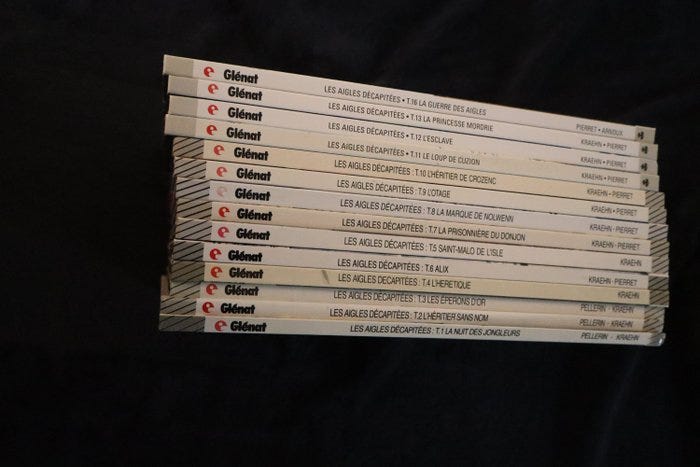 Glénat LES AIGLES DÉCAPITÉES • T.16 LA GUERRE DES AIGLES PIERRET • ARNOUX
Glénat LES AIGLES DÉCAPITÉES • T.13 LA PRINCESSE MORDRIE KRAEHN • PIERRET
Glénat LES AIGLES DÉCAPITÉES • T.12 L'ESCLAVE KRAEHN • PIERRET
Glénat LES AIGLES DÉCAPITÉES • T.11 LE LOUP DE CUZION KRAEHN • PIERRET
Glénat LES AIGLES DÉCAPITÉES : T.10 L'HÉRITIER DE CROZENC KRAEHN - PIERRET
Glénat LES AIGLES DÉCAPITÉES : T.9 L'OTAGE KRAEHN - PIERRET
Glénat LES AIGLES DÉCAPITÉES : T.8 LA MARQUE DE NOLWENN KRAEHN - PIERRET
Glénat LES AIGLES DÉCAPITÉES : T.7 LA PRISONNIÈRE DU DONJON KRAEHN - PIERRET
Glénat LES AIGLES DÉCAPITÉES : T.5 SAINT-MALO DE L'ISLE KRAEHN
Glénat LES AIGLES DÉCAPITÉES : T.6 ALIX KRAEHN - PIERRET
Glénat LES AIGLES DÉCAPITÉES : T.4 L'HERETIQUE KRAEHN
Glénat LES AIGLES DÉCAPITÉES : T.3 LES ÉPERONS D'OR PELLERIN - KRAEHN
Glénat LES AIGLES DÉCAPITÉES : T.2 L'HÉRITIER SANS NOM PELLERIN - KRAEHN
Glénat LES AIGLES DÉCAPITÉES : T.1 LA NUIT DES JONGLEURS PELLERIN - KRAEHN